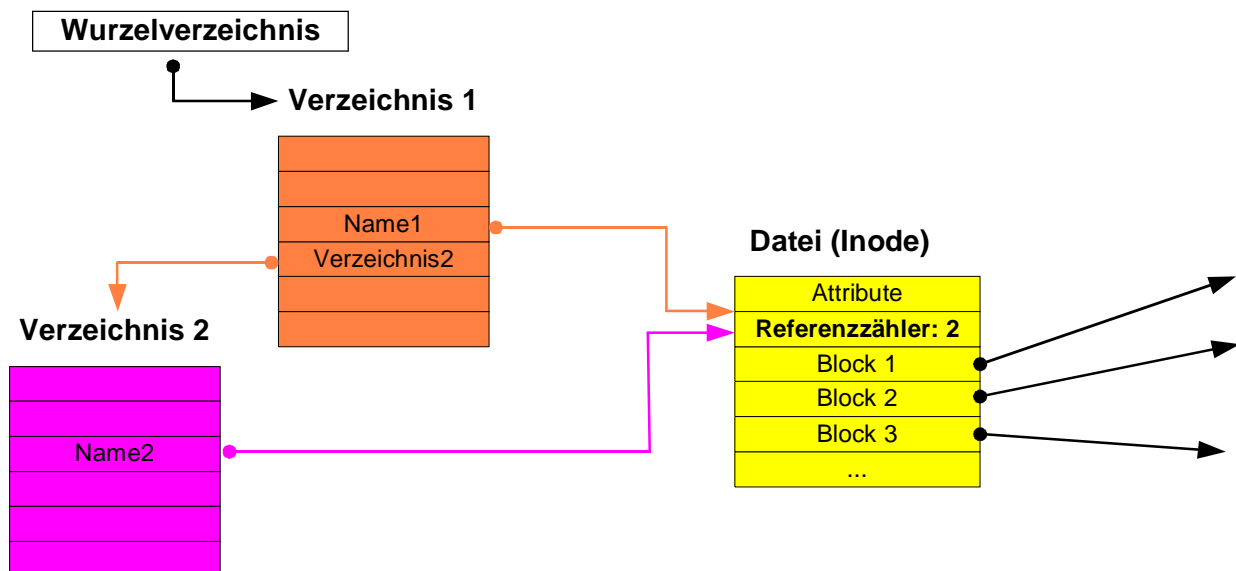 Wurzelverzeichnis
Verzeichnis 1
Name1
Verzeichnis2
Datei (Inode)
Attribute
Referenzzähler: 2
Block 1
Block 2
Block 3
...
Verzeichnis 2
Name2